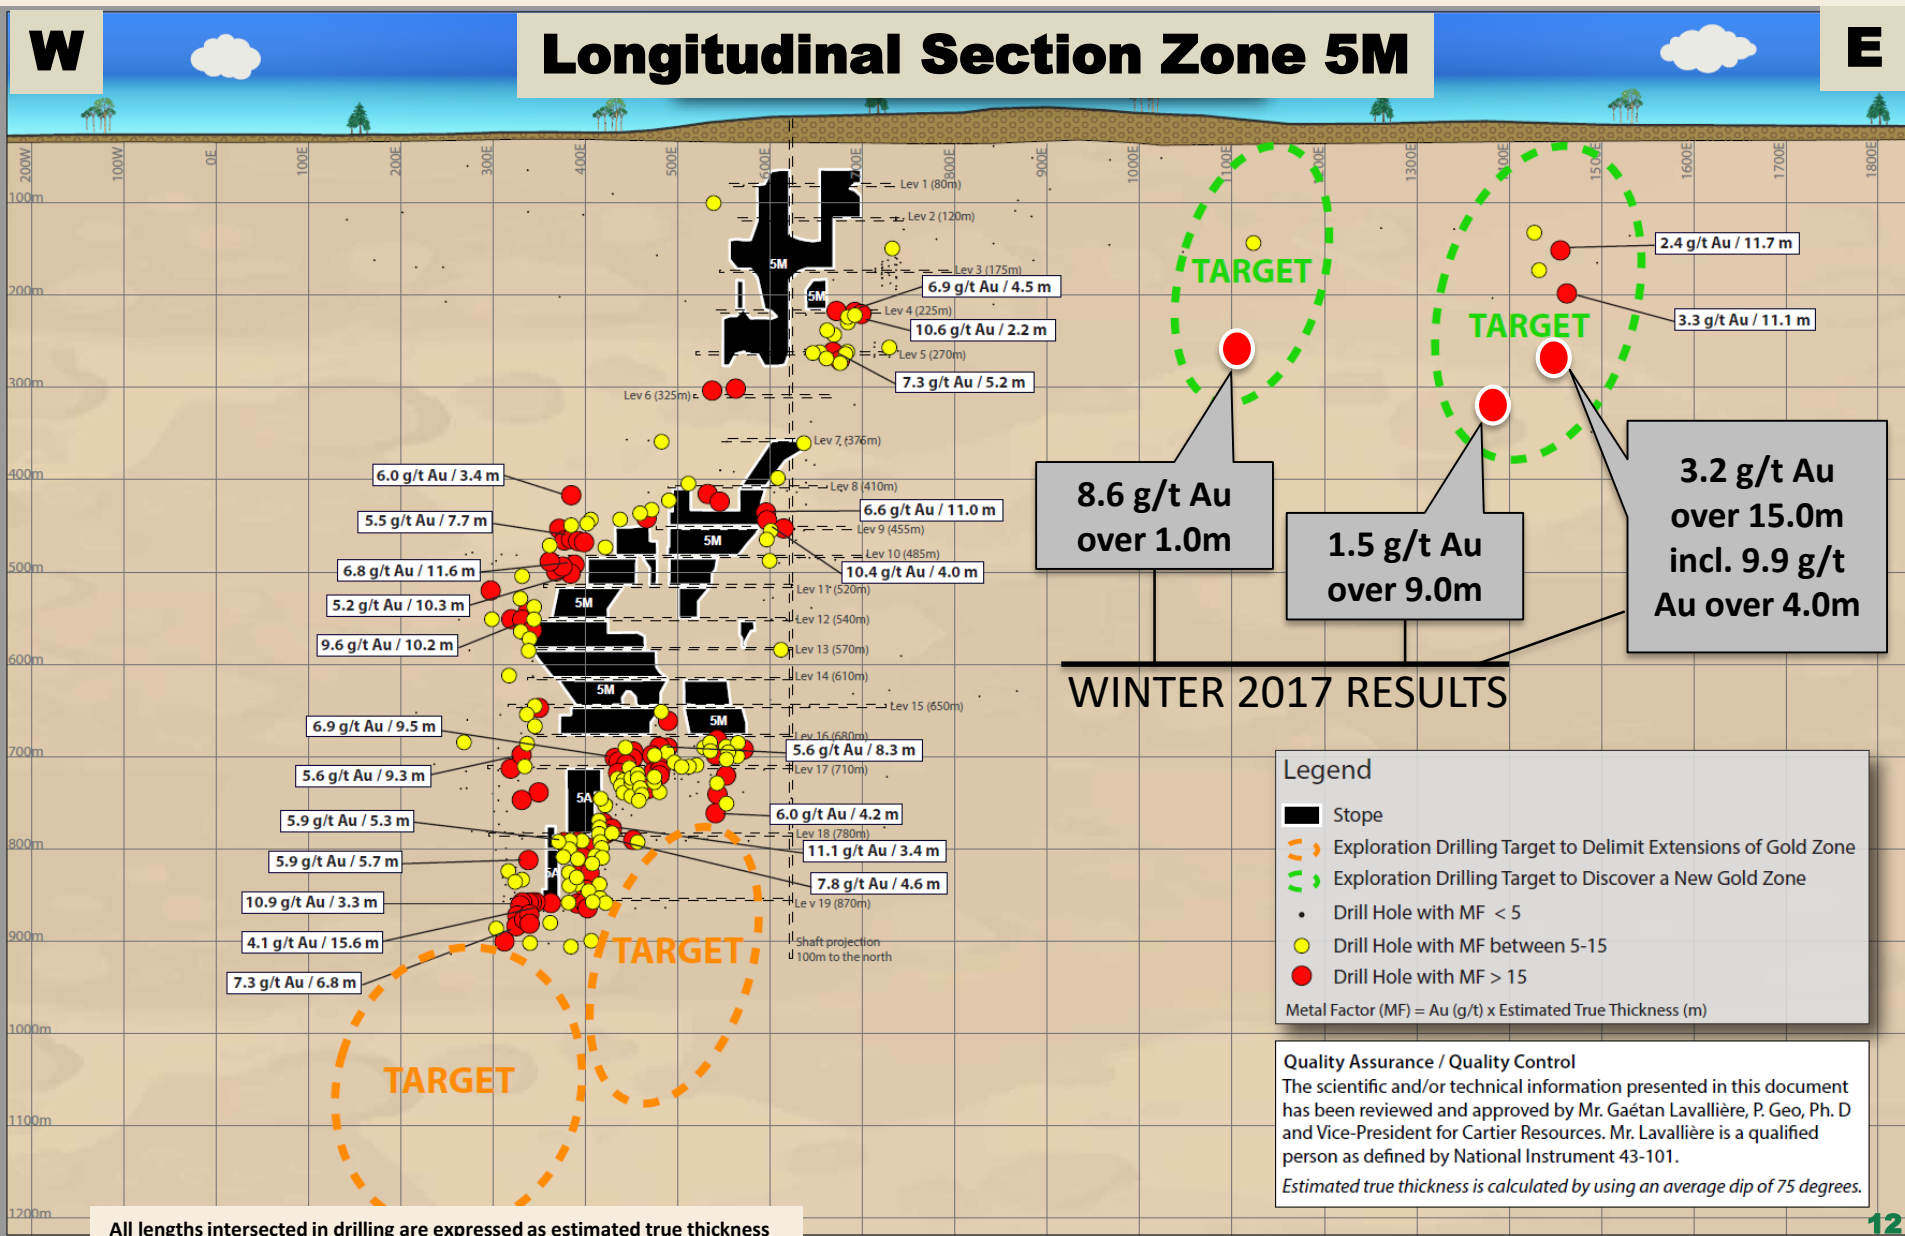 W
Longitudinal Section Zone 5M
E
200W
100W
0E
100E
200E
300E
400E
500E
600E
700E
800E
900E
1000E
1100E
1200E
1300E
1400E
1500E
1600E
1700E
1800E
100m
200m
300m
400m
500m
600m
700m
800m
900m
1000m
1100m
1200m
Lev 1 (80m)
Lev 2 (120m)
Lev 3 (175m)
Lev 4 (225m)
Lev 5 (270m)
Lev 6 (325m)
Lev 7 (376m)
Lev 8 (410m)
Lev 9 (455m)
Lev 10 (485m)
Lev 11 (520m)
Lev 12 (540m)
Lev 13 (570m)
Lev 14 (610m)
Lev 15 (650m)
Lev 16 (680m)
Lev 17 (710m)
Lev 18 (780m)
Lev 19 (870m)
Shaft projection
100m to the north
5M
5M
5M
5M
5M
5M
5A
5A
6.9 g/t Au / 4.5 m
10.6 g/t Au / 2.2 m
7.3 g/t Au / 5.2 m
6.0 g/t Au / 3.4 m
5.5 g/t Au / 7.7 m
6.6 g/t Au / 11.0 m
6.8 g/t Au / 11.6 m
10.4 g/t Au / 4.0 m
5.2 g/t Au / 10.3 m
9.6 g/t Au / 10.2 m
6.9 g/t Au / 9.5 m
5.6 g/t Au / 8.3 m
5.6 g/t Au / 9.3 m
5.9 g/t Au / 5.3 m
6.0 g/t Au / 4.2 m
11.1 g/t Au / 3.4 m
5.9 g/t Au / 5.7 m
7.8 g/t Au / 4.6 m
10.9 g/t Au / 3.3 m
4.1 g/t Au / 15.6 m
7.3 g/t Au / 6.8 m
TARGET
TARGET
TARGET
TARGET
2.4 g/t Au / 11.7 m
3.3 g/t Au / 11.1 m
8.6 g/t Au
over 1.0m
1.5 g/t Au
over 9.0m
3.2 g/t Au
over 15.0m
incl. 9.9 g/t
Au over 4.0m
WINTER 2017 RESULTS
Legend
Stope
Exploration Drilling Target to Delimit Extensions of Gold Zone
Exploration Drilling Target to Discover a New Gold Zone
Drill Hole with MF < 5
Drill Hole with MF between 5-15
Drill Hole with MF > 15
Metal Factor (MF) = Au (g/t) x Estimated True Thickness (m)
Quality Assurance / Quality Control
The scientific and/or technical information presented in this document
has been reviewed and approved by Mr. Gaétan Lavallière, P. Geo, Ph. D
and Vice-President for Cartier Resources. Mr. Lavallière is a qualified
person as defined by National Instrument 43-101.
Estimated true thickness is calculated by using an average dip of 75 degrees.
All lengths intersected in drilling are expressed as estimated true thickness
12